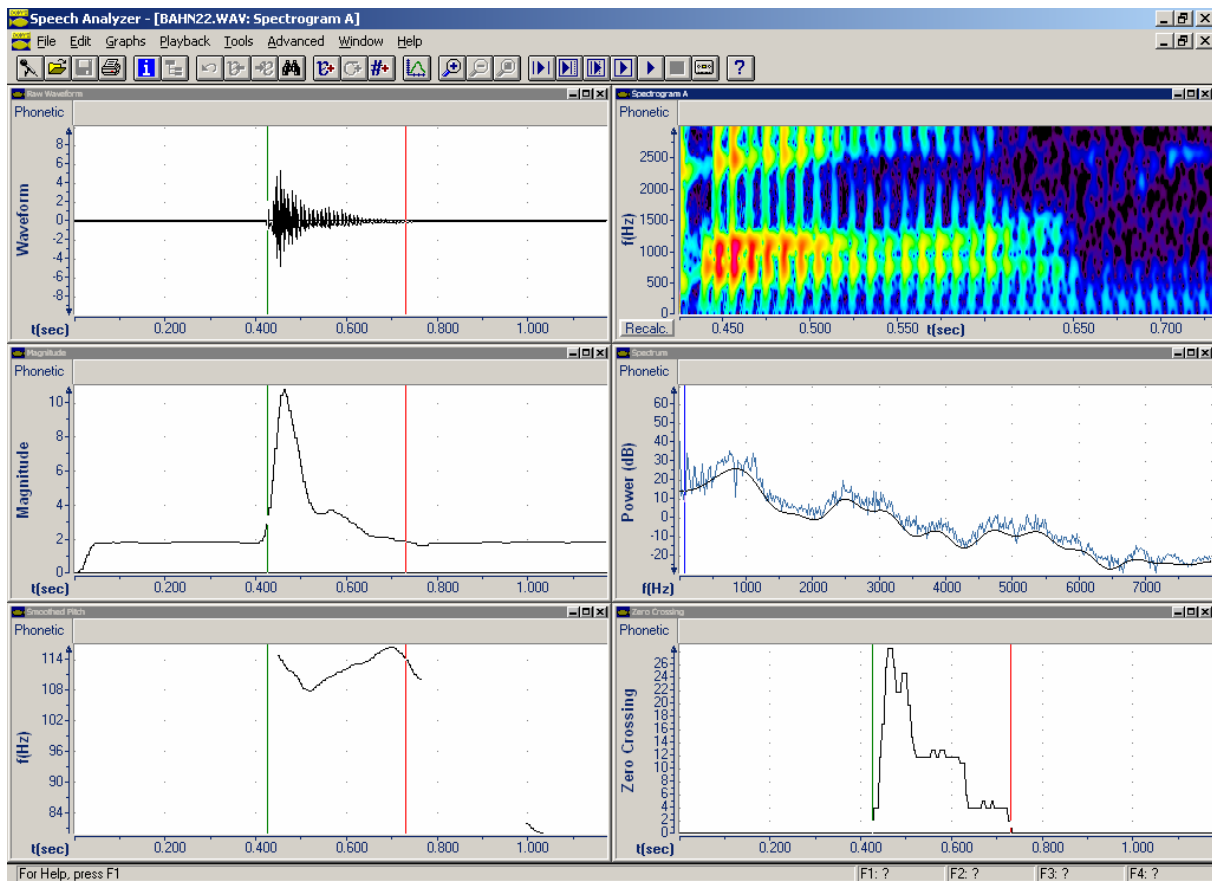 Speech Analyzer - [BAHN22.WAV: Spectrogram A]
File Edit Graphs Playback Tools Advanced Window Help
Raw Waveform
Phonetic
Waveform
8
6
4
2
0
-2
-4
-6
-8
t(sec) 0.200 0.400 0.600 0.800 1.000
Spectrogram A
Phonetic
f(Hz)
2500
2000
1500
1000
500
0
Recalc. 0.450 0.500 0.550 t(sec) 0.650 0.700
Magnitude
Phonetic
Magnitude
10
8
6
4
2
0
t(sec) 0.200 0.400 0.600 0.800 1.000
Spectrum
Phonetic
Power (dB)
60
50
40
30
20
10
0
-10
-20
f(Hz) 1000 2000 3000 4000 5000 6000 7000
Smoothed Pitch
Phonetic
f(Hz)
114
108
102
96
90
84
t(sec) 0.200 0.400 0.600 0.800 1.000
Zero Crossing
Phonetic
Zero Crossing
26
24
22
20
18
16
14
12
10
8
6
4
2
0
t(sec) 0.200 0.400 0.600 0.800 1.000
For Help, press F1 F1: ? F2: ? F3: ? F4: ?